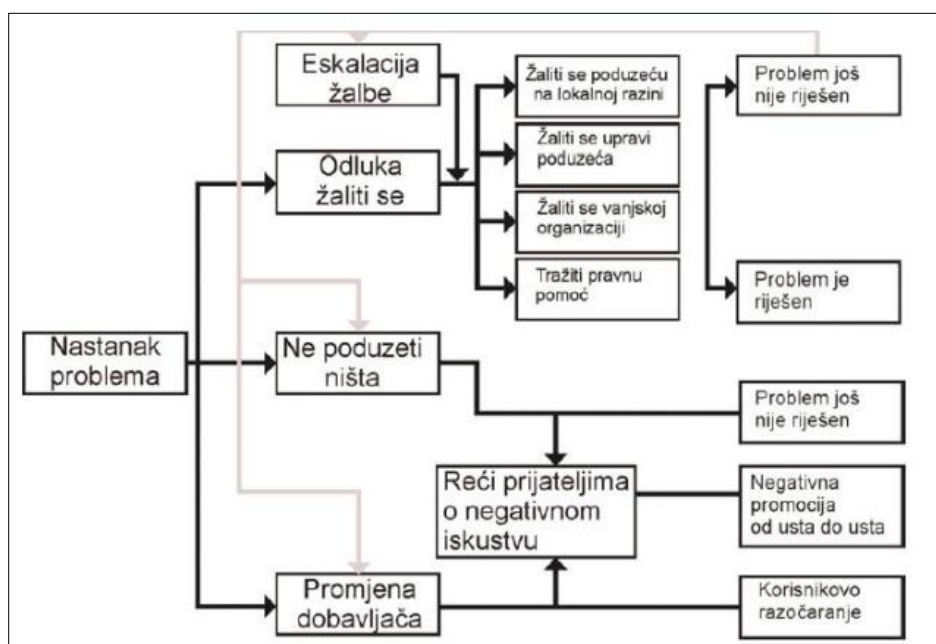 Eskalacija
žalbe
Žaliti se poduzeću
na lokalnoj razini
Problem još
nije riješen
Odluka
žaliti se
Žaliti se upravi
poduzeća
Žaliti se vanjskoj
organizaciji
Tražiti pravnu
pomoć
Problem je
riješen
Nastanak
problema
Ne poduzeti
ništa
Problem još
nije riješen
Reći prijateljima
o negativnom
iskustvu
Negativna
promocija
od usta do usta
Promjena
dobavljača
Korisnikovo
razočaranje